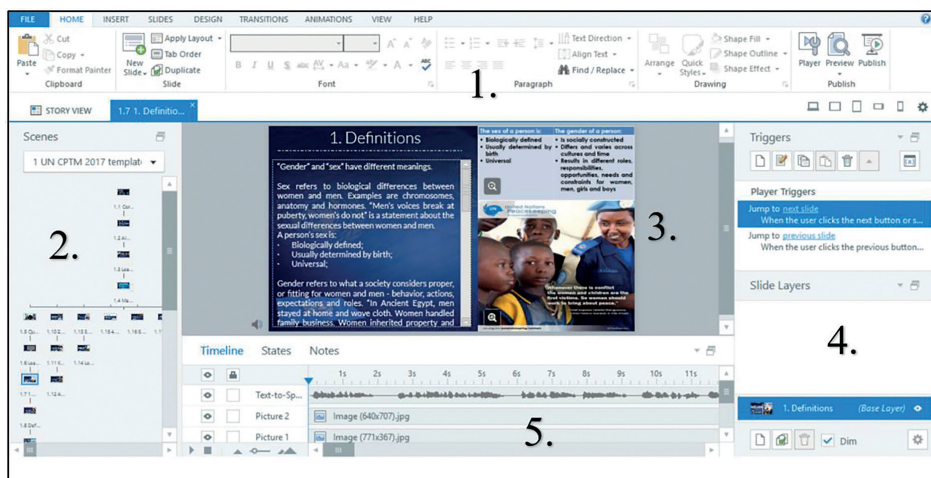 FILE HOME INSERT SLIDES DESIGN TRANSITIONS ANIMATIONS VIEW HELP
Paste
Cut
Copy
Format Painter
Clipboard
New Slide
Apply Layout
Tab Order
Duplicate
Slide
B I U S abc AV Aa A ABC
Font
1.
Text Direction
Align Text
Find / Replace
Paragraph
Arrange
Quick Styles
Shape Fill
Shape Outline
Shape Effect
Drawing
Player Preview Publish
Publish
STORY VIEW
1.7 1. Definitio...
Scenes
1 UN CPTM 2017 templat
2.
1. Definitions
"Gender" and "sex" have different meanings.
Sex refers to biological differences between
women and men. Examples are chromosomes,
anatomy and hormones. "Men's voices break at
puberty, women's do not" is a statement about the
sexual differences between women and men.
A person's sex is:
• Biologically defined;
• Usually determined by birth;
• Universal;
Gender refers to what a society considers proper,
or fitting for women and men - behavior, actions,
expectations and roles. "In Ancient Egypt, men
stayed at home and wove cloth. Women handled
family business. Women inherited property and
The sex of a person is:
• Biologically defined
• Usually determined by
birth
• Universal
The gender of a person:
• Is socially constructed
• Differs and varies across
cultures and time
• Results in different roles,
responsibilities,
opportunities, needs and
constraints for women,
men, girls and boys
United Nations
Peacekeeping
3.
Triggers
Player Triggers
Jump to next slide
When the user clicks the next button or s...
Jump to previous slide
When the user clicks the previous button...
Slide Layers
4.
1. Definitions (Base Layer)
Dim
Timeline States Notes
1s 2s 3s 4s 5s 6s 7s 8s 9s 10s 11s
Text-to-Sp...
Picture 2 Image (640x707).jpg
Picture 1 Image (771x367).jpg
5.